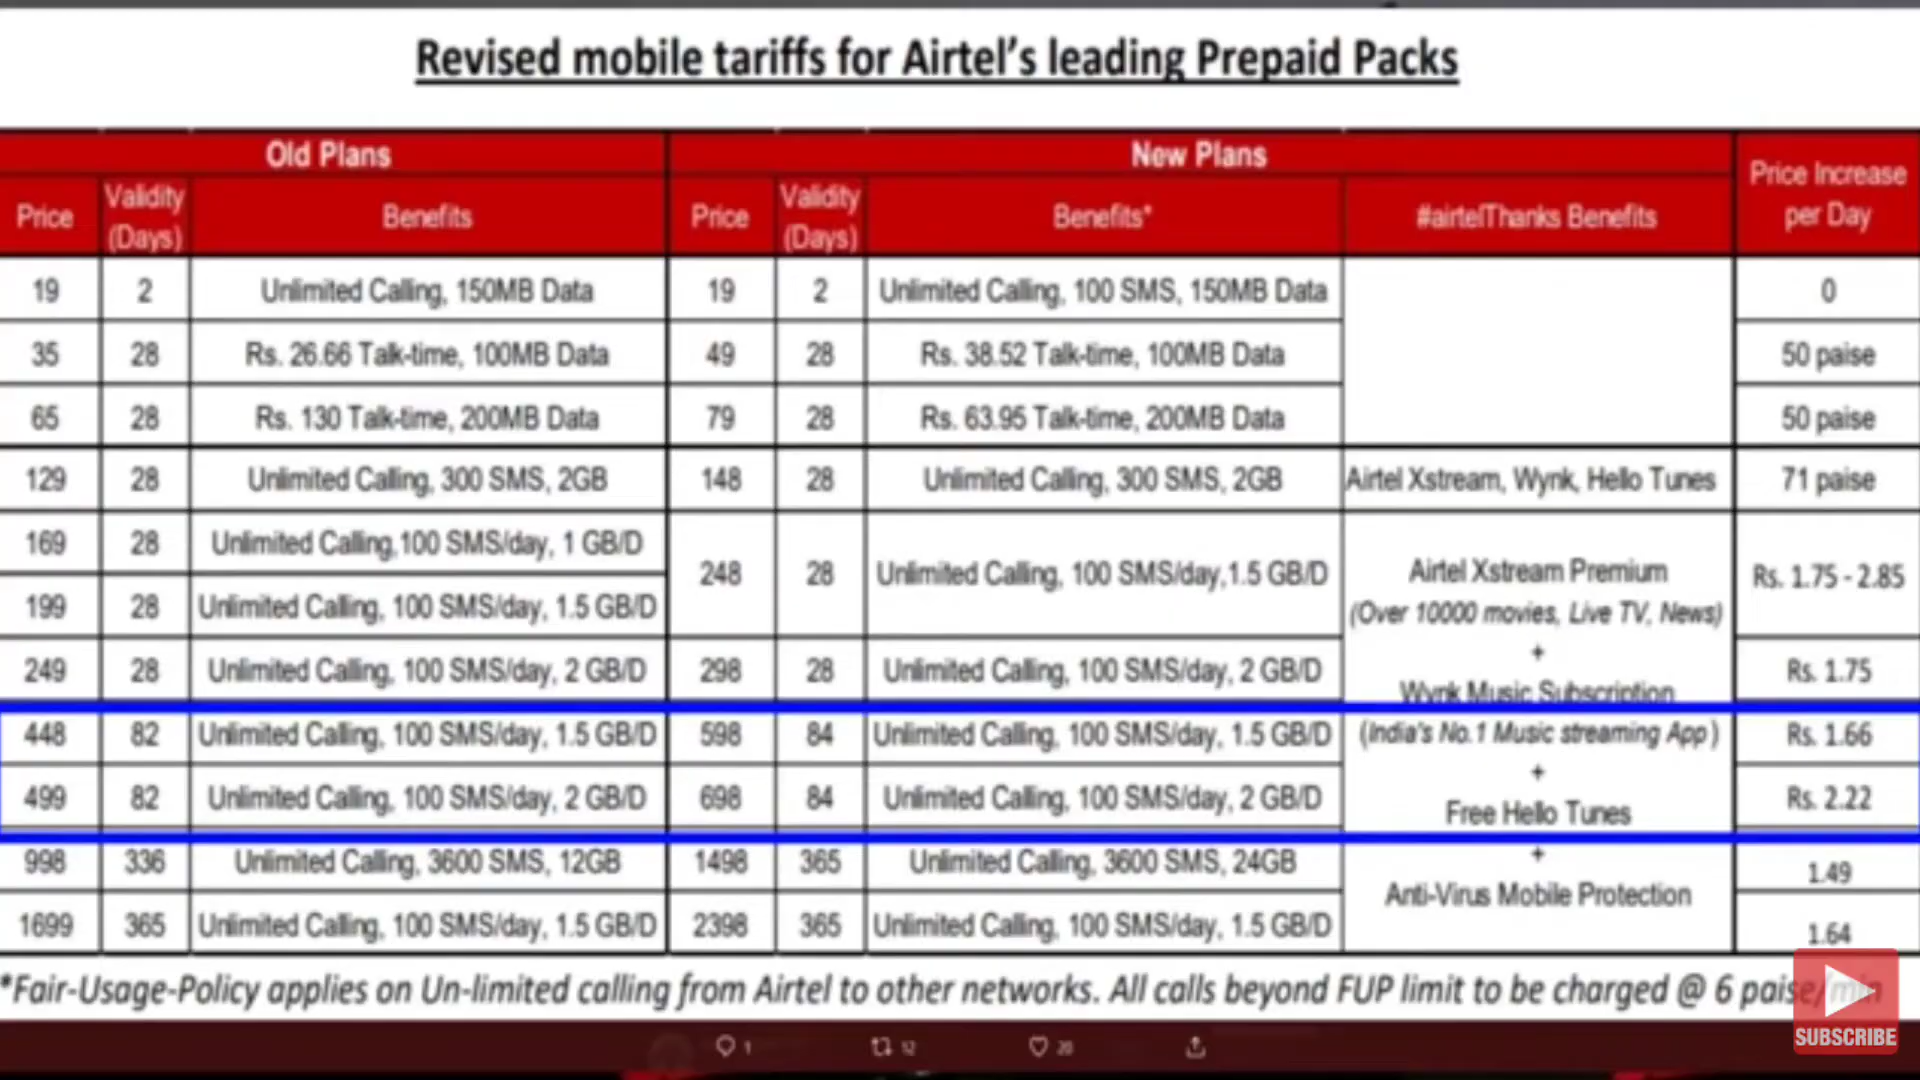 Revised mobile tariffs for Airtel's leading Prepaid Packs
Old Plans New Plans Price Increase per Day
Price Validity (Days) Benefits Price Validity (Days) Benefits* #airtelThanks Benefits
19 2 Unlimited Calling, 150MB Data 19 2 Unlimited Calling, 100 SMS, 150MB Data 0
35 28 Rs. 26.66 Talk-time, 100MB Data 49 28 Rs. 38.52 Talk-time, 100MB Data 50 paise
65 28 Rs. 130 Talk-time, 200MB Data 79 28 Rs. 63.95 Talk-time, 200MB Data 50 paise
129 28 Unlimited Calling, 300 SMS, 2GB 148 28 Unlimited Calling, 300 SMS, 2GB Airtel Xstream, Wynk, Hello Tunes 71 paise
169 28 Unlimited Calling,100 SMS/day, 1 GB/D
248 28 Unlimited Calling, 100 SMS/day,1.5 GB/D Airtel Xstream Premium Rs. 1.75 - 2.85
199 28 Unlimited Calling, 100 SMS/day, 1.5 GB/D (Over 10000 movies, Live TV, News)
+
249 28 Unlimited Calling, 100 SMS/day, 2 GB/D 298 28 Unlimited Calling, 100 SMS/day, 2 GB/D Rs. 1.75
Wynk Music Subscription
448 82 Unlimited Calling, 100 SMS/day, 1.5 GB/D 598 84 Unlimited Calling, 100 SMS/day, 1.5 GB/D (India's No.1 Music streaming App) Rs. 1.66
+
499 82 Unlimited Calling, 100 SMS/day, 2 GB/D 698 84 Unlimited Calling, 100 SMS/day, 2 GB/D Rs. 2.22
Free Hello Tunes
+
998 336 Unlimited Calling, 3600 SMS, 12GB 1498 365 Unlimited Calling, 3600 SMS, 24GB 1.49
Anti-Virus Mobile Protection
1699 365 Unlimited Calling, 100 SMS/day, 1.5 GB/D 2398 365 Unlimited Calling, 100 SMS/day, 1.5 GB/D 1.64
*Fair-Usage-Policy applies on Un-limited calling from Airtel to other networks. All calls beyond FUP limit to be charged @ 6 paise/min
1 12 20
SUBSCRIBE